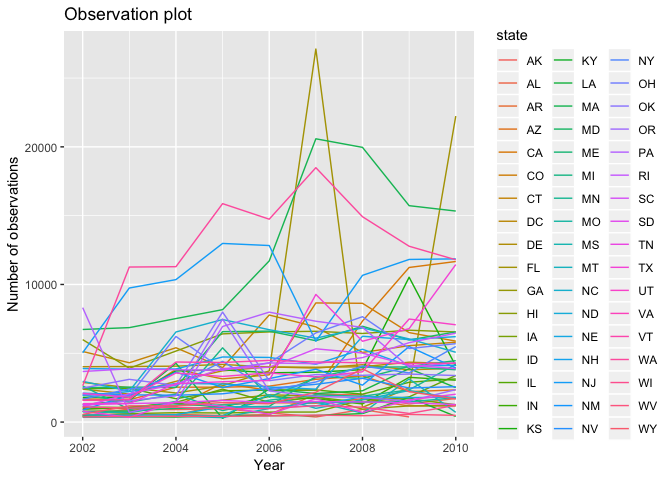 Observation plot
Number of observations
20000
10000
0
2002
2004
2006
2008
2010
Year
state
AK KY NY
AL LA OH
AR MA OK
AZ MD OR
CA ME PA
CO MI RI
CT MN SC
DC MO SD
DE MS TN
FL MT TX
GA NC UT
HI ND VA
IA NE VT
ID NH WA
IL NJ WI
IN NM WV
KS NV WY